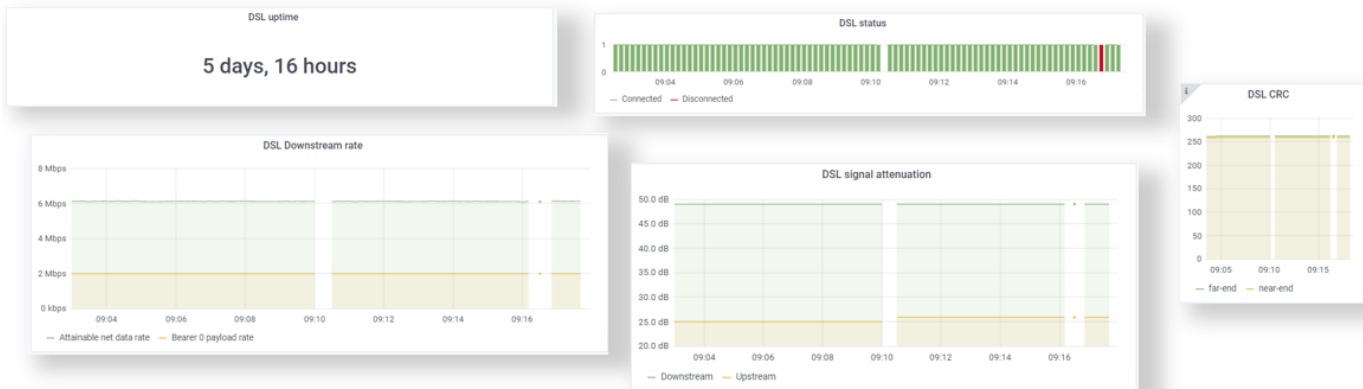 DSL uptime
5 days, 16 hours
DSL status
1
0
09:04 09:06 09:08 09:10 09:12 09:14 09:16
Connected Disconnected
DSL Downstream rate
8 Mbps
6 Mbps
4 Mbps
2 Mbps
0 kbps
09:04 09:06 09:08 09:10 09:12 09:14 09:16
Attainable net data rate Bearer 0 payload rate
DSL signal attenuation
50.0 dB
45.0 dB
40.0 dB
35.0 dB
30.0 dB
25.0 dB
20.0 dB
09:04 09:06 09:08 09:10 09:12 09:14 09:16
Downstream Upstream
i
DSL CRC
300
250
200
150
100
50
0
09:05 09:10 09:15
far-end near-end